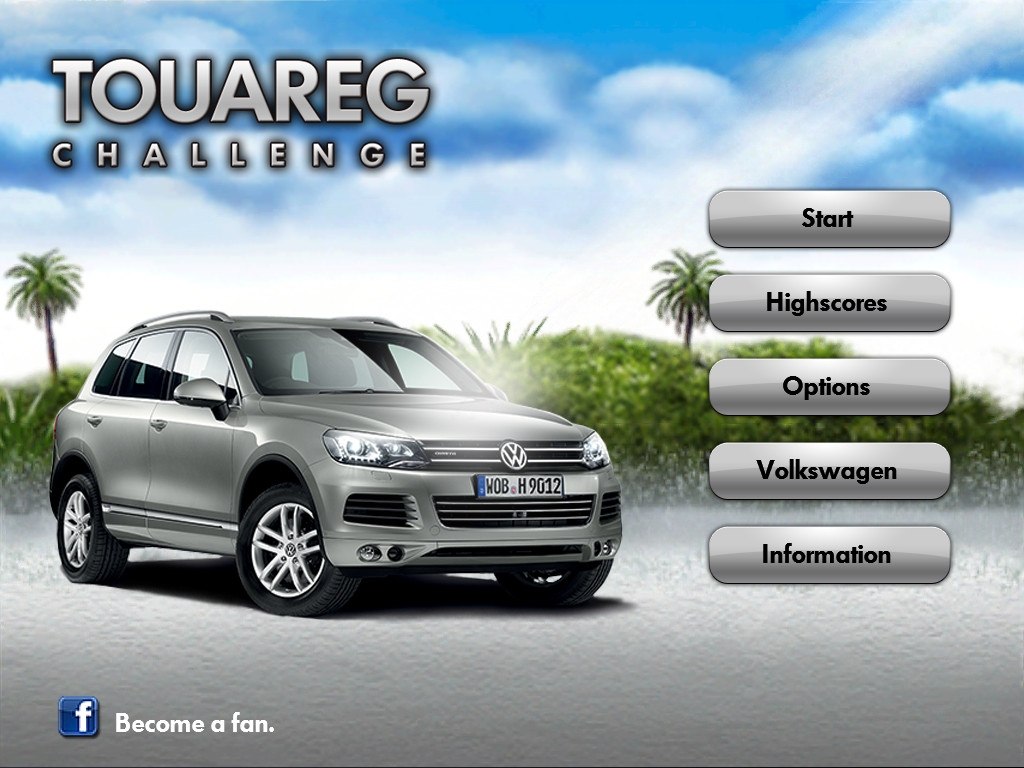 TOUAREG
CHALLENGE
Start
Highscores
Options
Volkswagen
WOB H 9012
Information
Become a fan.